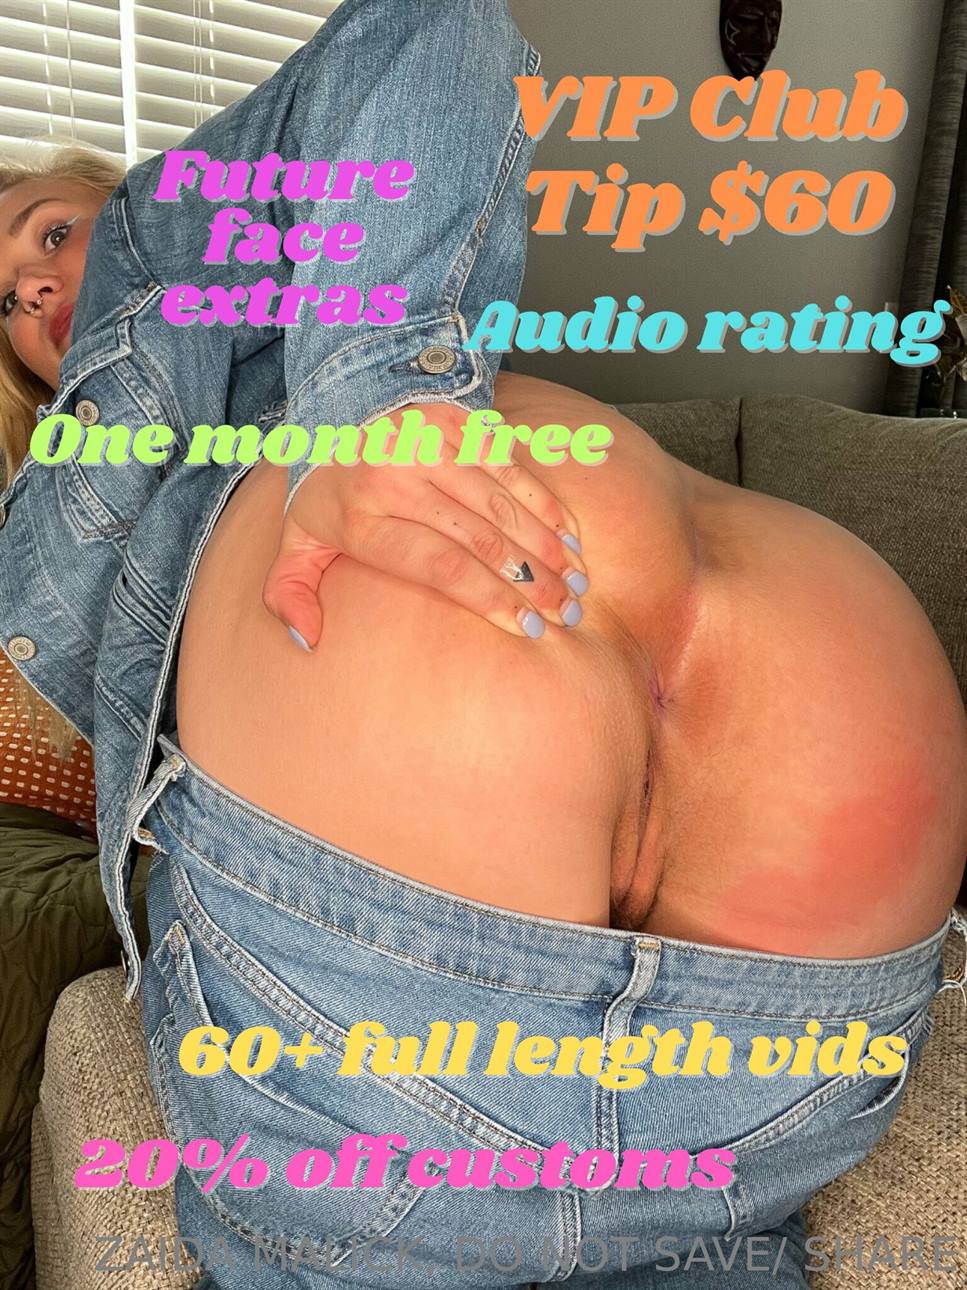 VIP Club
Tip $60
Future
face
extras
Audio rating
One month free
60+ full length vids
20% off customs
ZAIDA MALICK, DO NOT SAVE/ SHARE